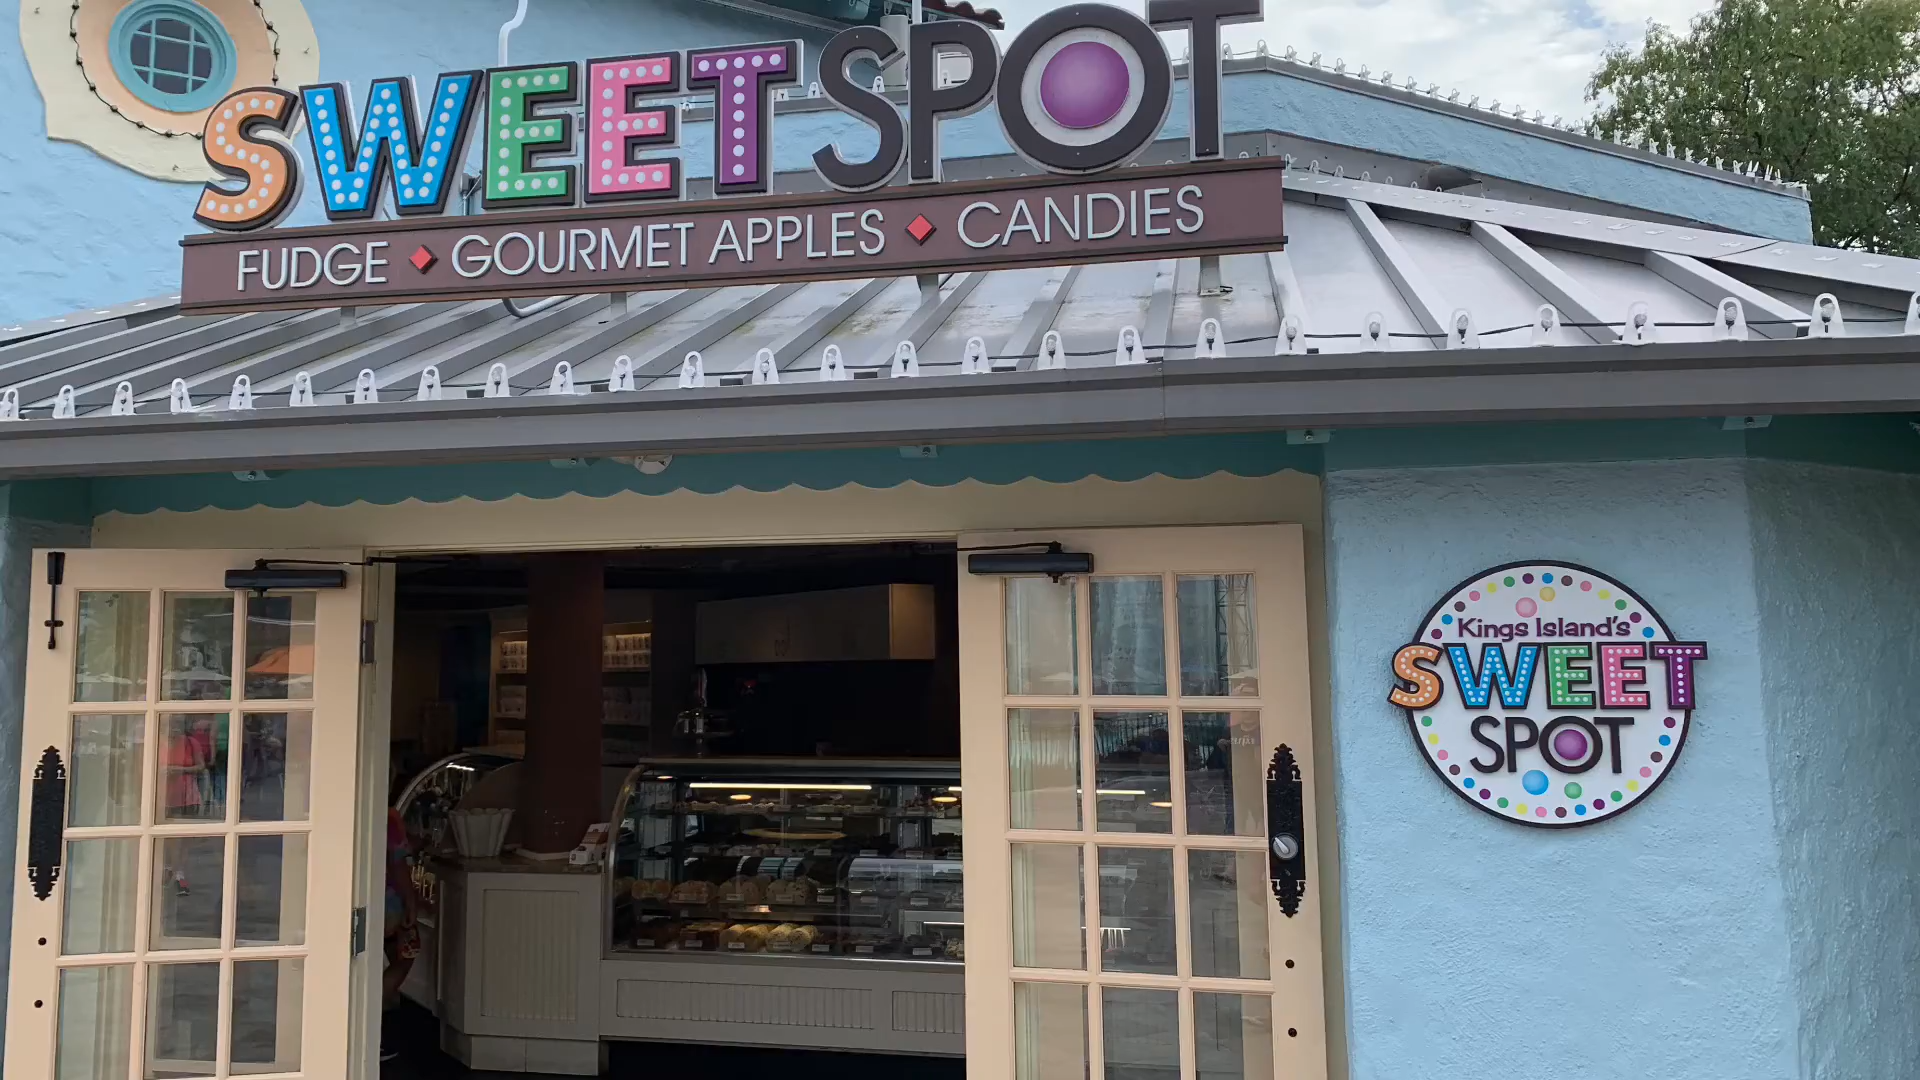 SWEET SPOT
FUDGE ♦ GOURMET APPLES ♦ CANDIES
Kings Island's
SWEET
SPOT